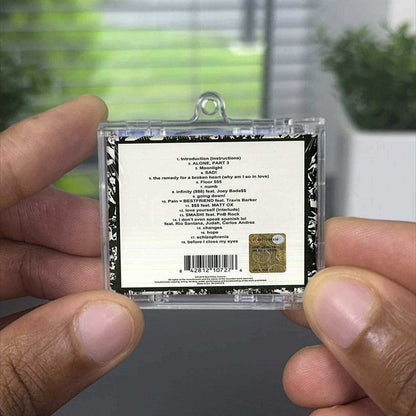 1. Introduction (instructions)
2. ALONE, PART 3
3. Moonlight
4. SAD!
5. the remedy for a broken heart (why am I so in love)
6. Floor 555
7. numb
8. infinity (888) feat. Joey Bada$$
9. going down!
10. Pain = BESTFRIEND feat. Travis Barker
11. $$$ feat. MATT OX
12. love yourself (interlude)
13. SMASH! feat. PnB Rock
14. I don't even speak spanish lol
feat. Rio Santana, Judah, Carlos Andrez
15. changes
16. hope
17. schizophrenia
18. before I close my eyes
42812 10727